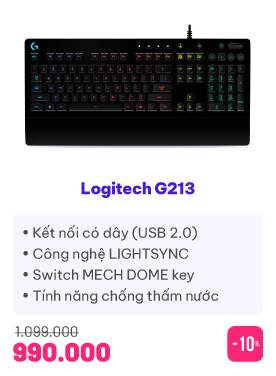 Logitech G213
• Kết nối có dây (USB 2.0)
• Công nghệ LIGHTSYNC
• Switch MECH DOME key
• Tính năng chống thấm nước
1.099.000
990.000
-10%